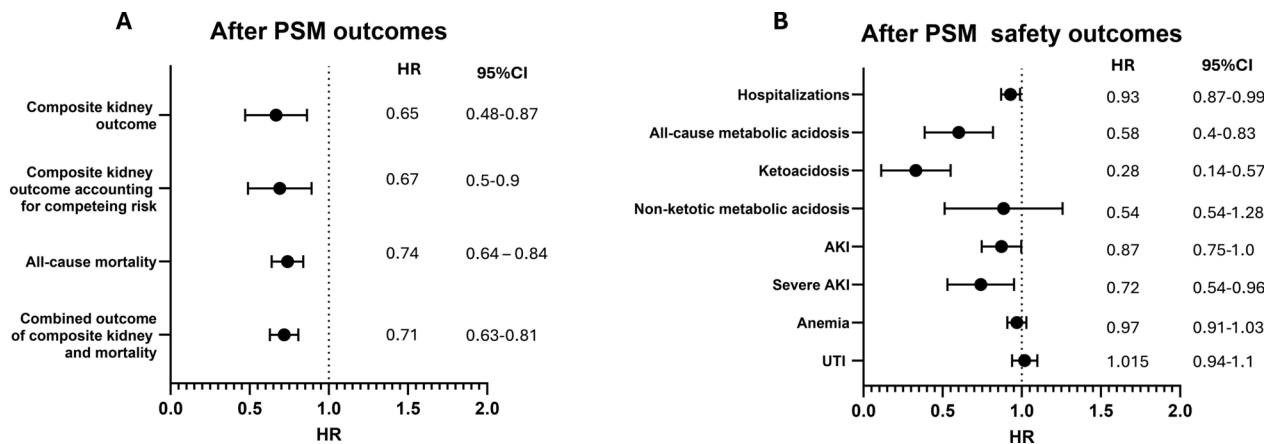 A
After PSM outcomes
HR 95%CI
Composite kidney
outcome
0.65 0.48-0.87
Composite kidney
outcome accounting
for competeing risk
0.67 0.5-0.9
All-cause mortality 0.74 0.64 – 0.84
Combined outcome
of composite kidney
and mortality
0.71 0.63-0.81
0.0 0.5 1.0 1.5 2.0
HR
B
After PSM safety outcomes
HR 95%CI
Hospitalizations 0.93 0.87-0.99
All-cause metabolic acidosis 0.58 0.4-0.83
Ketoacidosis 0.28 0.14-0.57
Non-ketotic metabolic acidosis 0.54 0.54-1.28
AKI 0.87 0.75-1.0
Severe AKI 0.72 0.54-0.96
Anemia 0.97 0.91-1.03
UTI 1.015 0.94-1.1
0.0 0.5 1.0 1.5 2.0
HR